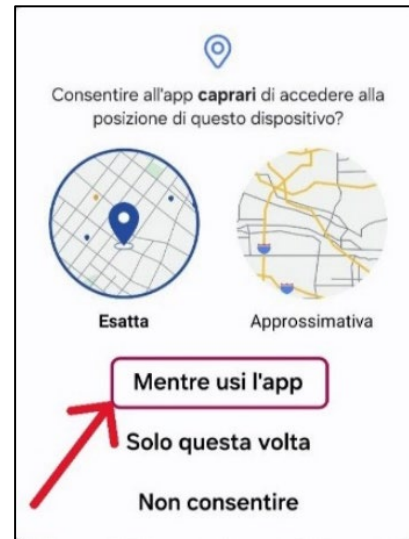 Consentire all'app caprari di accedere alla
posizione di questo dispositivo?
Esatta
Approssimativa
Mentre usi l'app
Solo questa volta
Non consentire